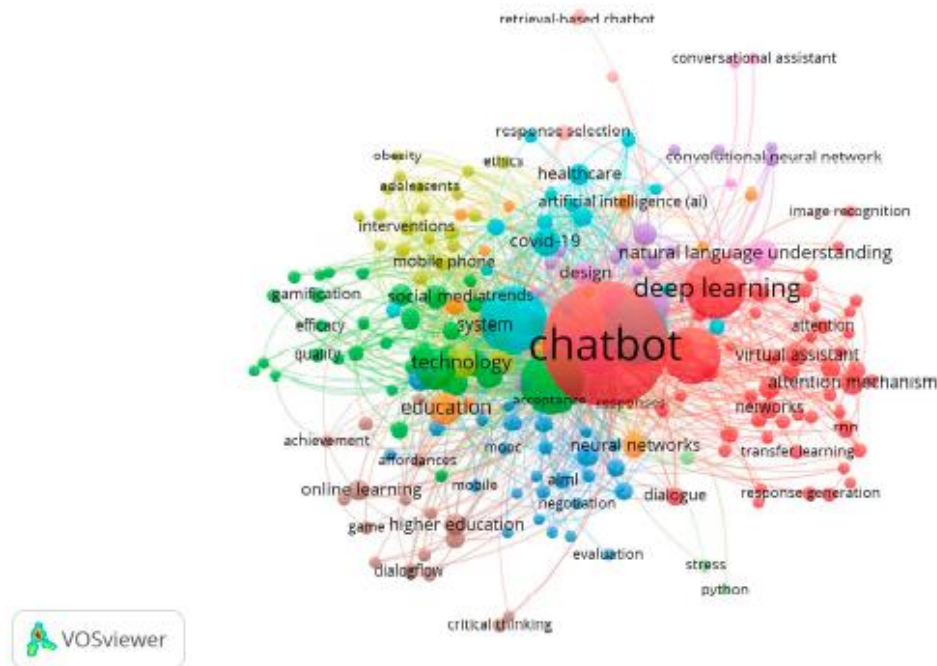 retrieval-based chatbot
conversational assistant
response selection
obesity
ethics
convolutional neural network
healthcare
adolescents
artificial intelligence (ai)
image recognition
interventions
covid-19
natural language understanding
mobile phone
design
deep learning
gamification
social media
trends
efficacy
system
attention
chatbot
quality
technology
virtual assistant
attention mechanism
acceptance
responses
networks
education
rnn
achievement
mooc
neural networks
transfer learning
affordances
online learning
mobile
aiml
dialogue
response generation
negotiation
game
higher education
evaluation
dialogflow
stress
python
critical thinking
VOSviewer